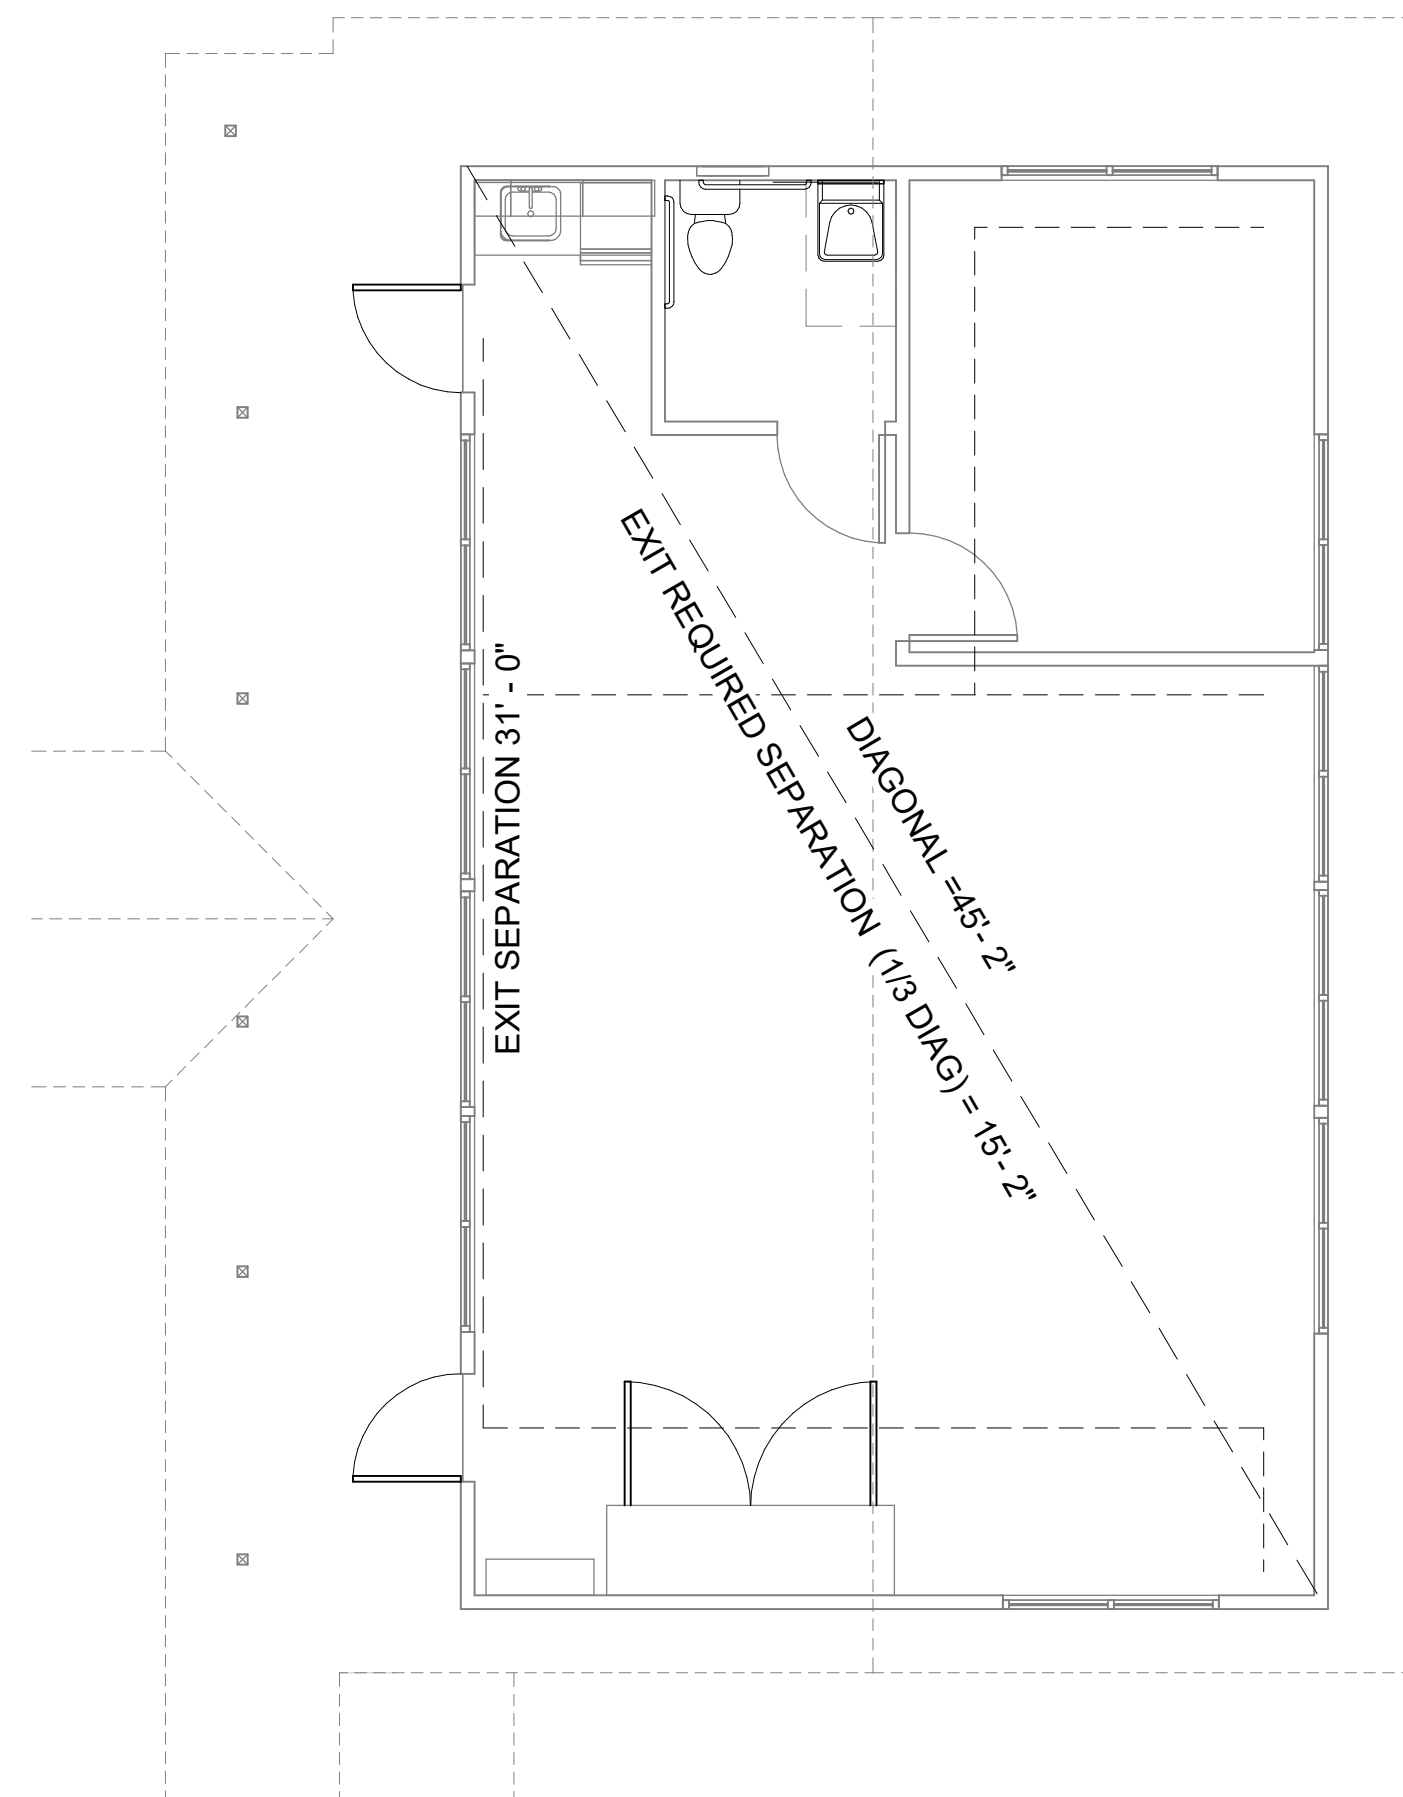 EXIT SEPARATION 31' - 0"
EXIT REQUIRED SEPARATION (1/3 DIAG) = 15'- 2"
DIAGONAL =45'- 2"